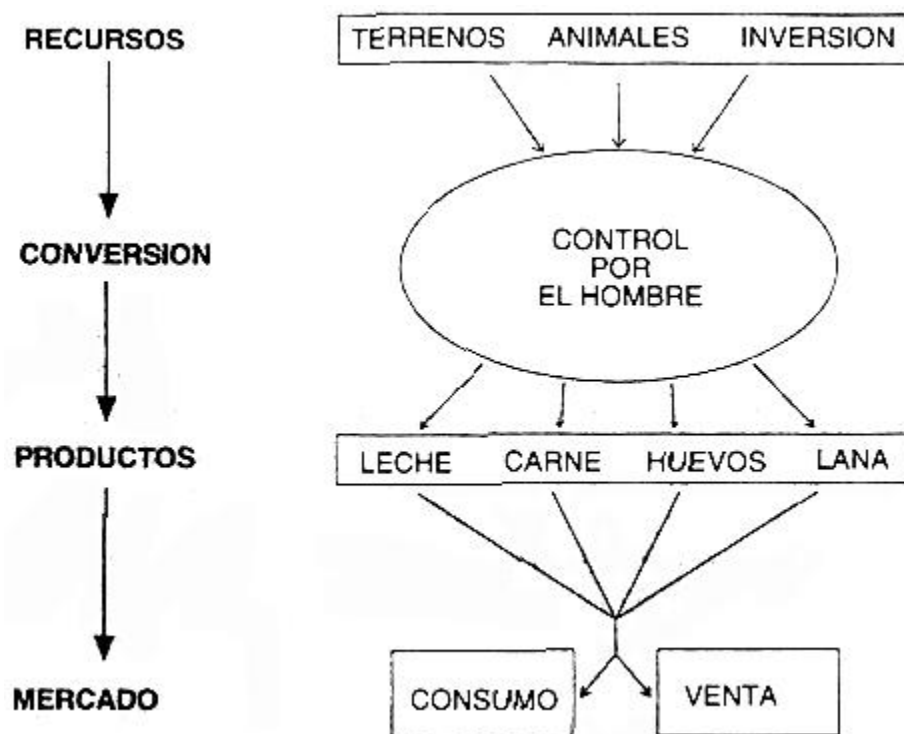 RECURSOS
TERRENOS ANIMALES INVERSION
CONVERSION
CONTROL
POR
EL HOMBRE
PRODUCTOS
LECHE CARNE HUEVOS LANA
MERCADO
CONSUMO
VENTA